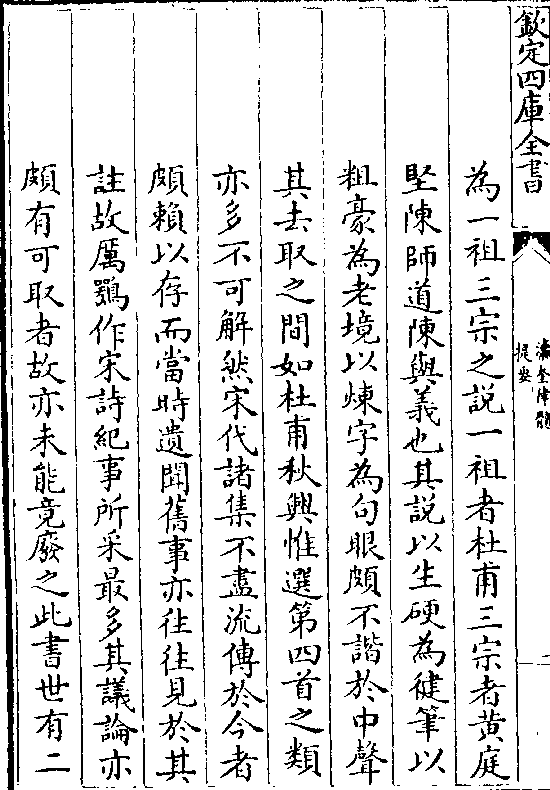 欽定四庫全書
瀛奎律髓
提要
為一祖三宗之說一祖者杜甫三宗者黃庭
堅陳師道陳與義也其說以生硬為健筆以
粗豪為老境以煉字為句眼頗不諧於中聲
其去取之間如杜甫秋興惟選第四首之類
亦多不可解然宋代諸集不盡流傳於今者
頗賴以存而當時遺聞舊事亦往往見於其
註故厲鶚作宋詩紀事所采最多其議論亦
頗有可取者故亦未能竟廢之此書世有二